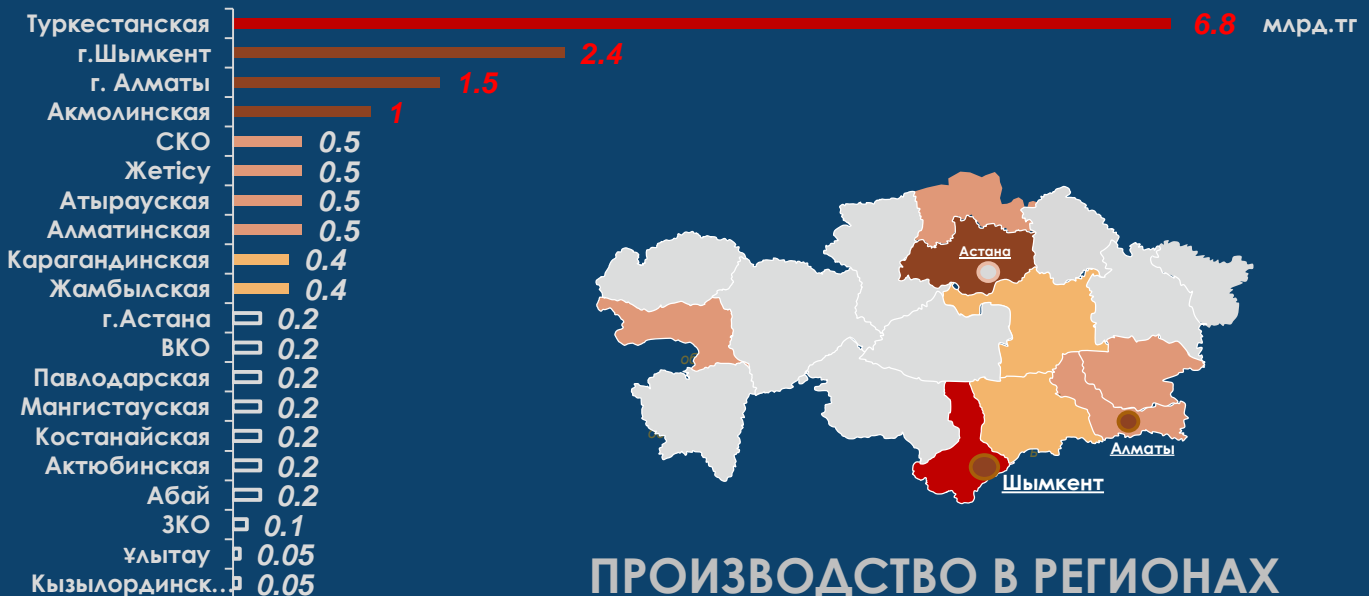 Туркестанская 6.8 млрд.тг
г.Шымкент 2.4
г. Алматы 1.5
Акмолинская 1
СКО 0.5
Жетісу 0.5
Атырауская 0.5
Алматинская 0.5
Карагандинская 0.4
Жамбылская 0.4
г.Астана 0.2
ВКО 0.2
Павлодарская 0.2
Мангистауская 0.2
Костанайская 0.2
Актюбинская 0.2
Абай 0.2
ЗКО 0.1
Ұлытау 0.05
Кызылординск... 0.05
Астана
Алматы
Шымкент
ПРОИЗВОДСТВО В РЕГИОНАХ